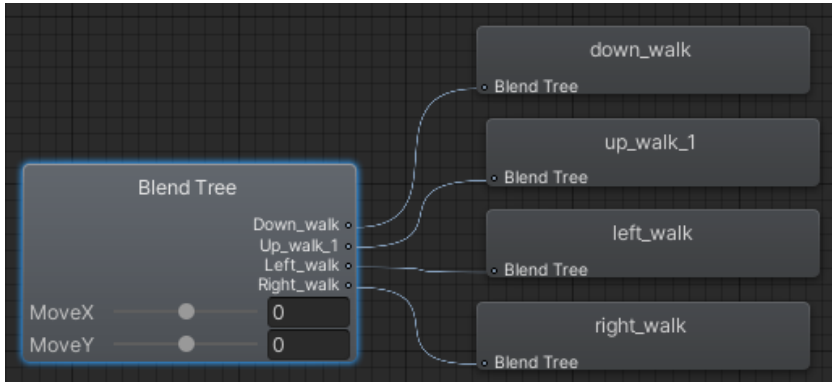 Blend Tree
Down_walk
Up_walk_1
Left_walk
Right_walk
MoveX 0
MoveY 0
down_walk
Blend Tree
up_walk_1
Blend Tree
left_walk
Blend Tree
right_walk
Blend Tree